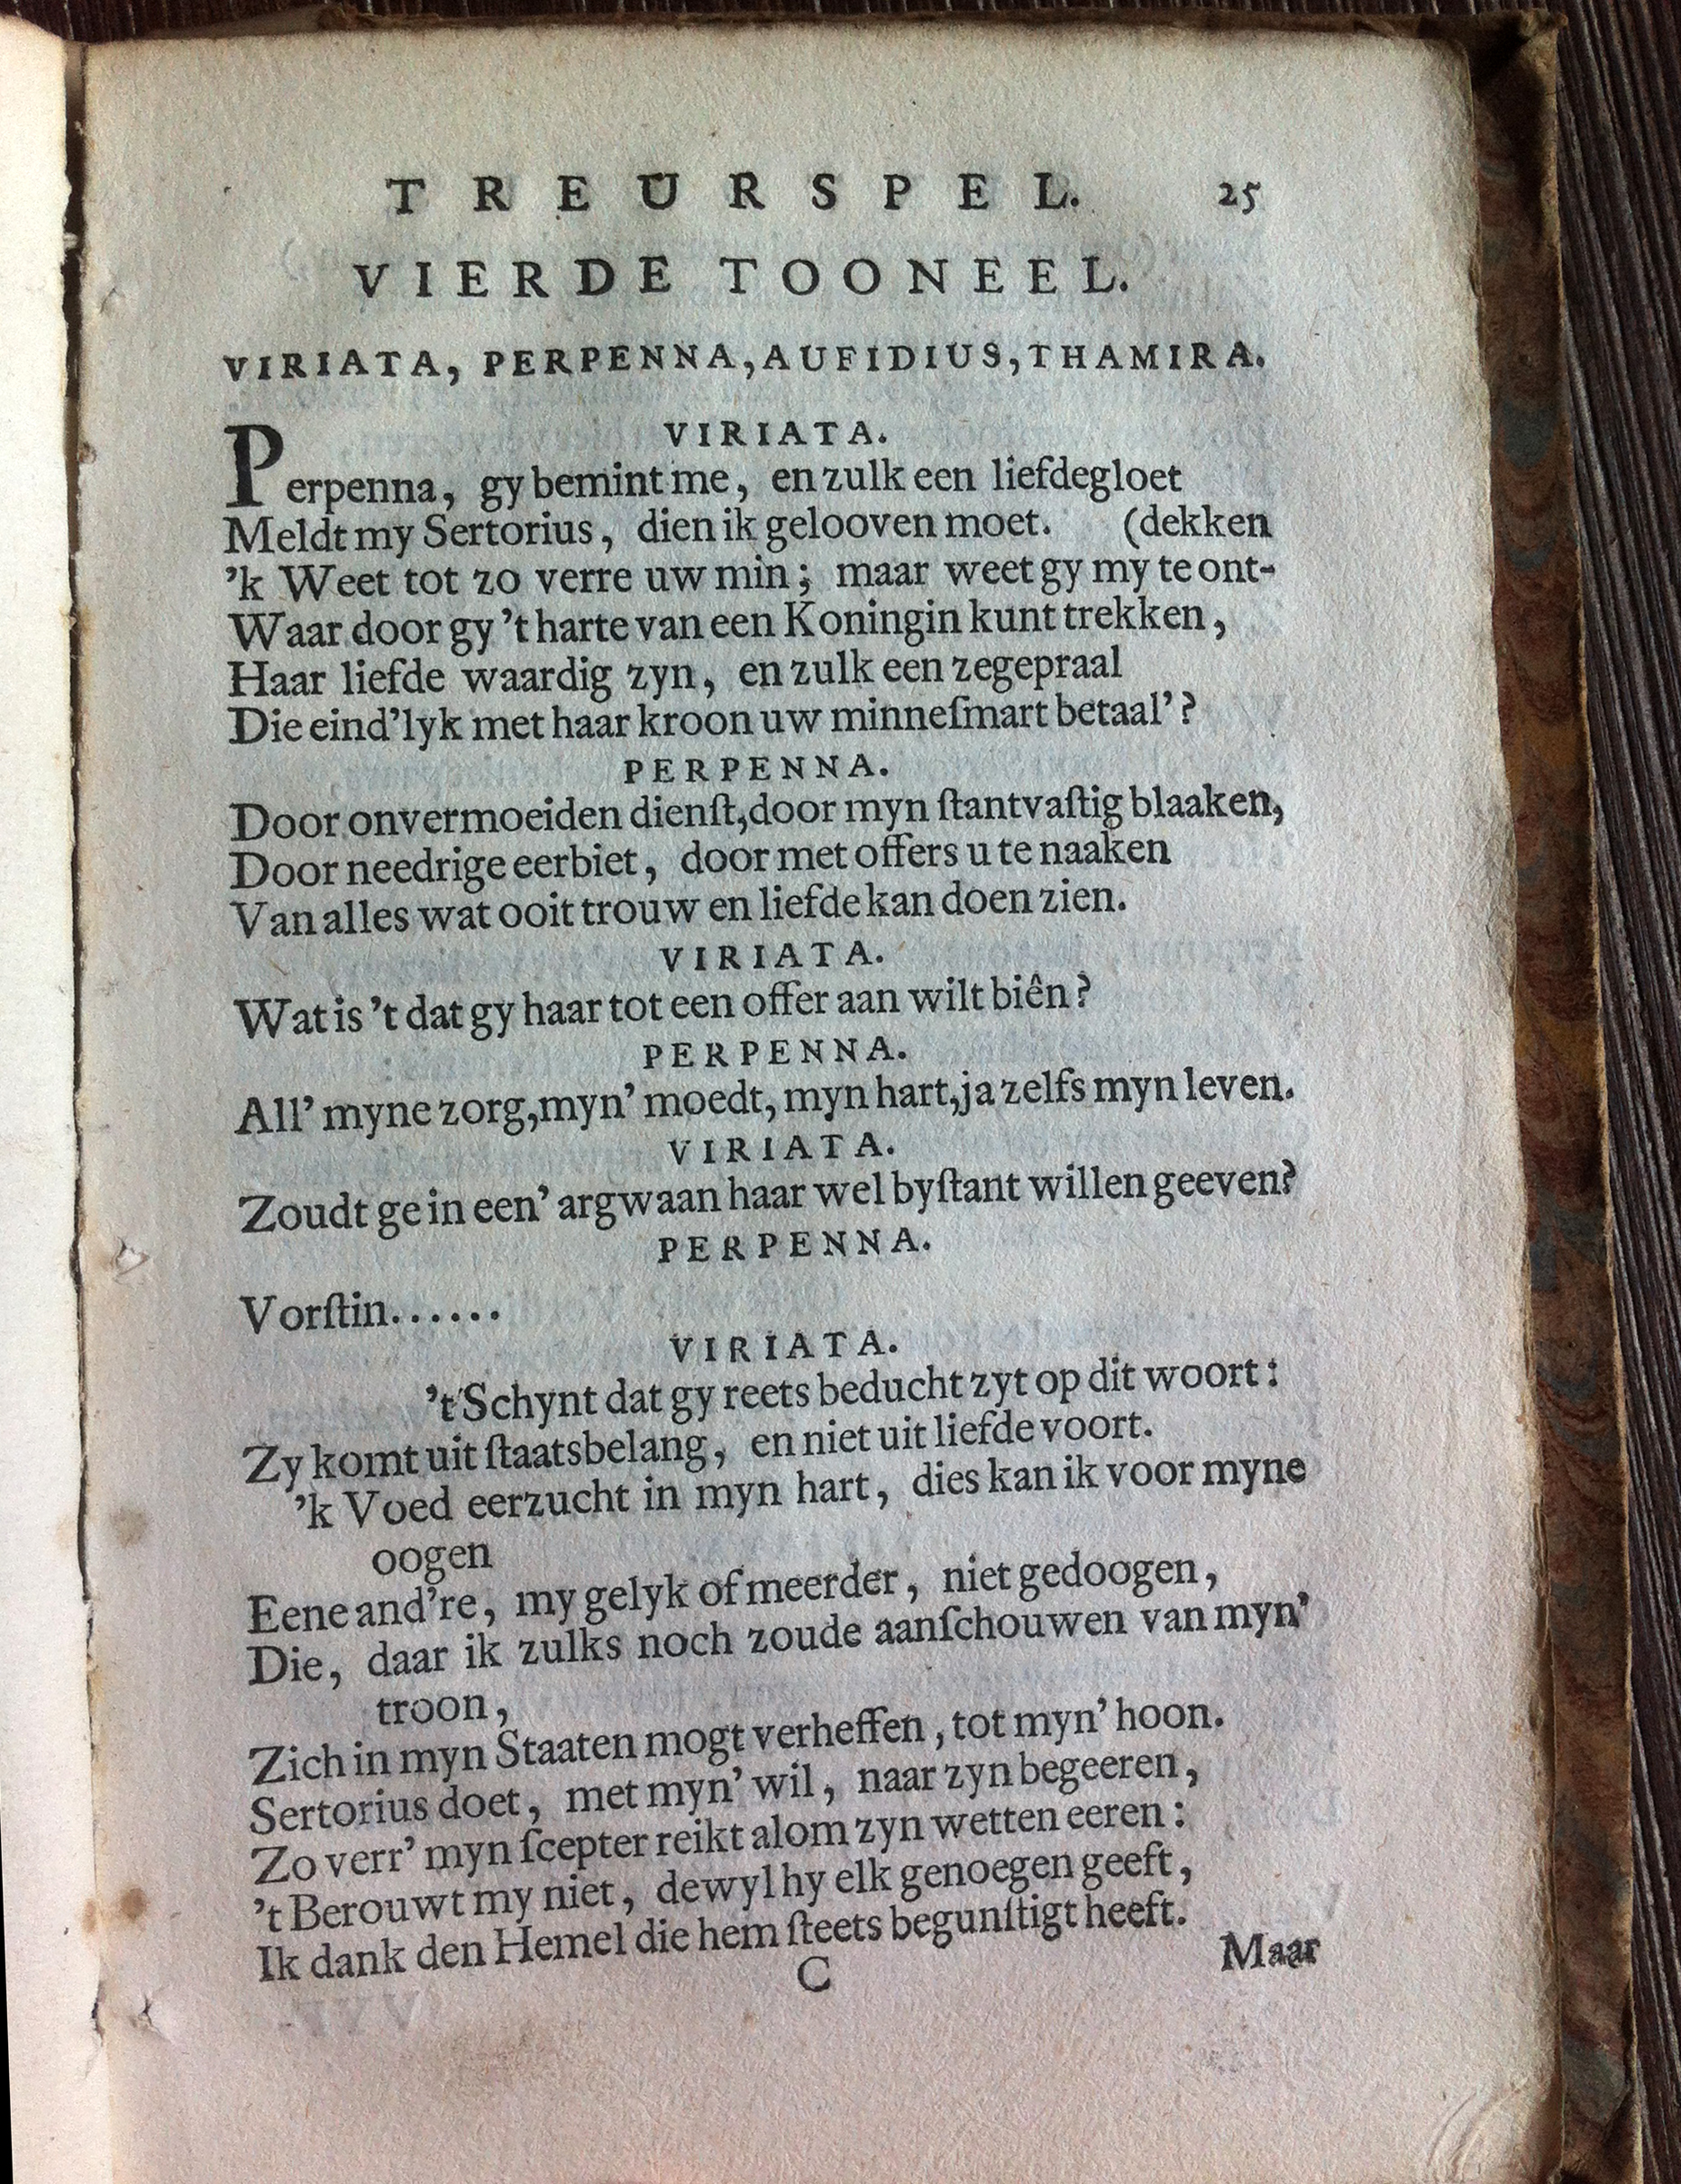 TREURSPEL. 25
VIERDE TOONEEL.
VIRIATA, PERPENNA, AUFIDIUS, THAMIRA.
VIRIATA.
Perpenna, gy bemint me, en zulk een liefdegloet
Meldt my Sertorius, dien ik gelooven moet. (dekken
'k Weet tot zo verre uw min; maar weet gy my te ont-
Waar door gy 't harte van een Koningin kunt trekken,
Haar liefde waardig zyn, en zulk een zegepraal
Die eind'lyk met haar kroon uw minneſmart betaal'?
PERPENNA.
Door onvermoeiden dienſt, door myn ſtantvaſtig blaaken,
Door needrige eerbiet, door met offers u te naaken
Van alles wat ooit trouw en liefde kan doen zien.
VIRIATA.
Wat is 't dat gy haar tot een offer aan wilt biên?
PERPENNA.
All' myne zorg, myn' moedt, myn hart, ja zelfs myn leven.
VIRIATA.
Zoudt ge in een' argwaan haar wel byſtant willen geeven?
PERPENNA.
Vorſtin......
VIRIATA.
't Schynt dat gy reets beducht zyt op dit woort:
Zy komt uit ſtaatsbelang, en niet uit liefde voort.
'k Voed eerzucht in myn hart, dies kan ik voor myne
oogen
Eene and're, my gelyk of meerder, niet gedoogen,
Die, daar ik zulks noch zoude aanſchouwen van myn'
troon,
Zich in myn Staaten mogt verheffen, tot myn' hoon.
Sertorius doet, met myn' wil, naar zyn begeeren,
Zo verr' myn ſcepter reikt alom zyn wetten eeren:
't Berouwt my niet, dewyl hy elk genoegen geeft,
Ik dank den Hemel die hem ſteets begunſtigt heeft.
C Maar